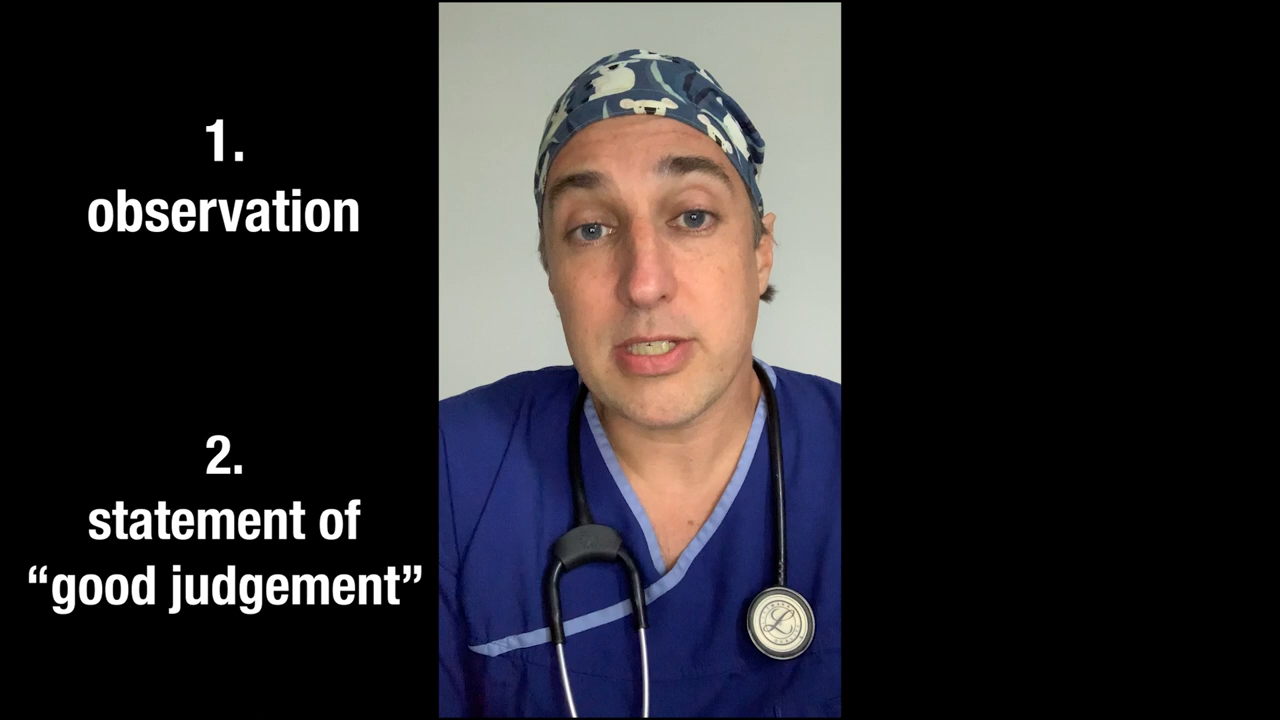 1.
observation
2.
statement of
“good judgement”